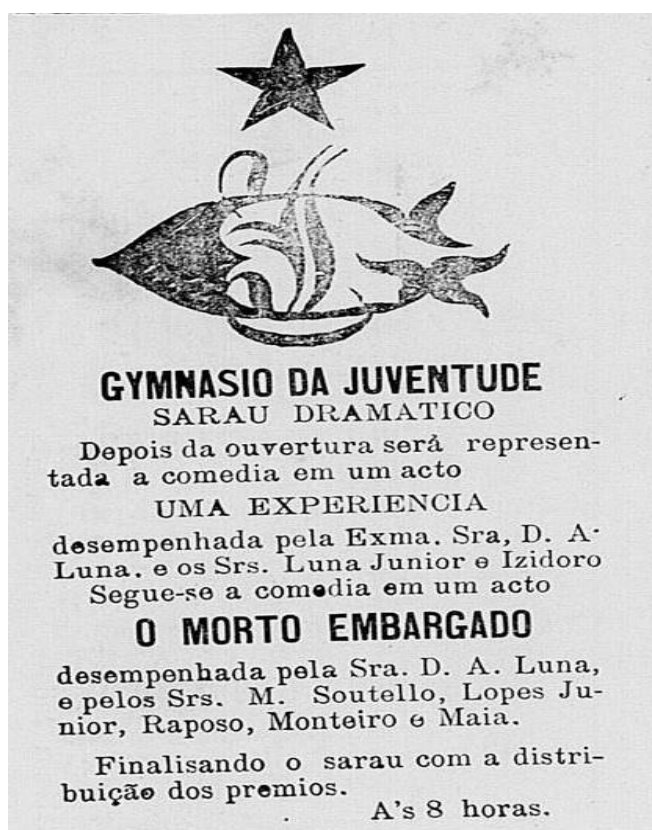 GYMNASIO DA JUVENTUDE
SARAU DRAMATICO
Depois da ouvertura será represen-
tada a comedia em um acto
UMA EXPERIENCIA
desempenhada pela Exma. Sra, D. A·
Luna. e os Srs. Luna Junior e Izidoro
Segue-se a comedia em um acto
O MORTO EMBARGADO
desempenhada pela Sra. D. A. Luna,
e pelos Srs. M. Soutello, Lopes Ju-
nior, Raposo, Monteiro e Maia.
Finalisando o sarau com a distri-
buição dos premios.
A's 8 horas.